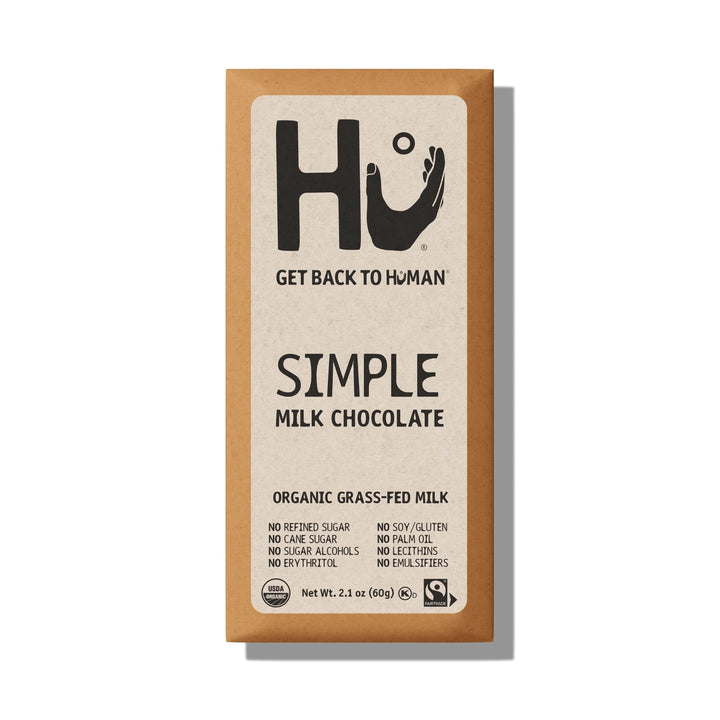 Hu
®
GET BACK TO HUMAN®
SIMPLE
MILK CHOCOLATE
ORGANIC GRASS-FED MILK
NO REFINED SUGAR
NO CANE SUGAR
NO SUGAR ALCOHOLS
NO ERYTHRITOL
NO SOY/GLUTEN
NO PALM OIL
NO LECITHINS
NO EMULSIFIERS
USDA
ORGANIC
Net Wt. 2.1 oz (60g)
K D
FAIRTRADE